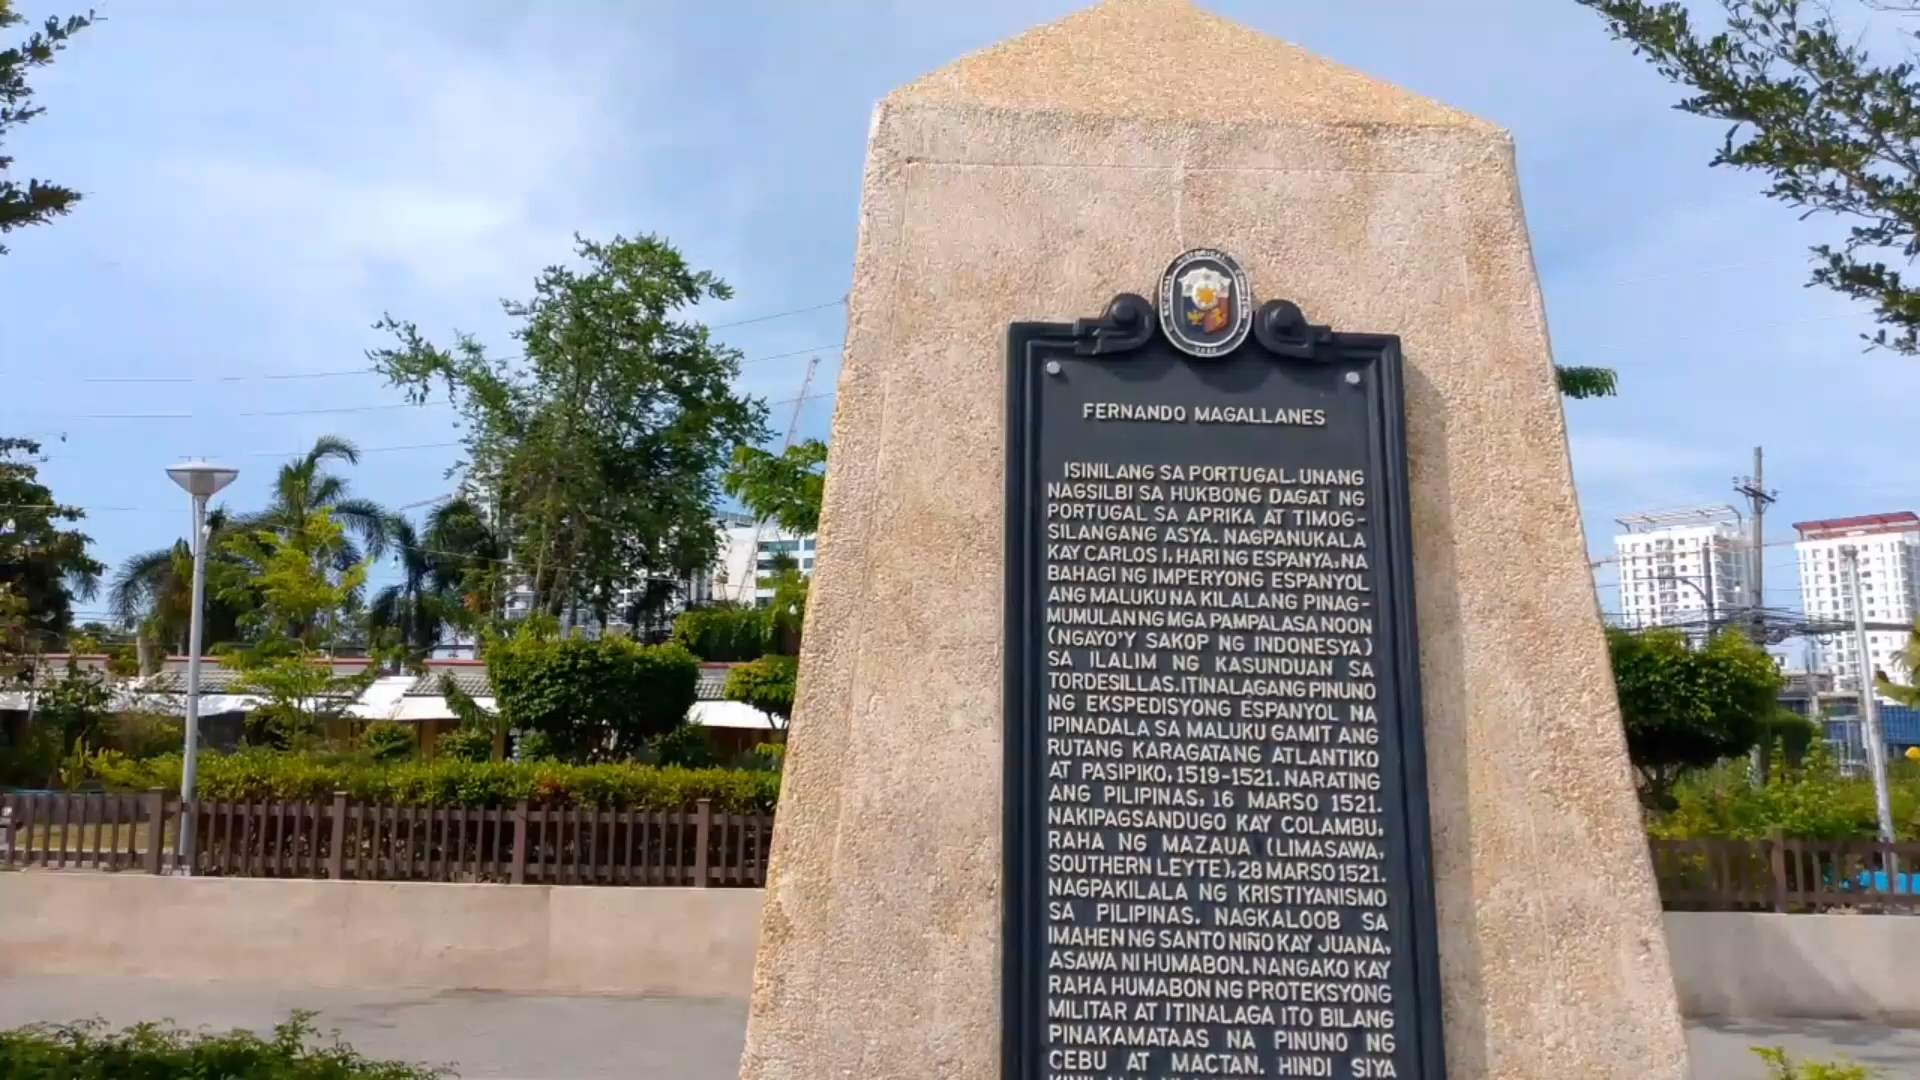 FERNANDO MAGALLANES
ISINILANG SA PORTUGAL. UNANG
NAGSILBI SA HUKBONG DAGAT NG
PORTUGAL SA APRIKA AT TIMOG-
SILANGANG ASYA. NAGPANUKALA
KAY CARLOS I, HARI NG ESPANYA, NA
BAHAGI NG IMPERYONG ESPANYOL
ANG MALUKU NA KILALANG PINAG-
MUMULAN NG MGA PAMPALASA NOON
(NGAYO'Y SAKOP NG INDONESYA)
SA ILALIM NG KASUNDUAN SA
TORDESILLAS. ITINALAGANG PINUNO
NG EKSPEDISYONG ESPANYOL NA
IPINADALA SA MALUKU GAMIT ANG
RUTANG KARAGATANG ATLANTIKO
AT PASIPIKO, 1519-1521. NARATING
ANG PILIPINAS, 16 MARSO 1521.
NAKIPAGSANDUGO KAY COLAMBU,
RAHA NG MAZAUA (LIMASAWA,
SOUTHERN LEYTE), 28 MARSO 1521.
NAGPAKILALA NG KRISTIYANISMO
SA PILIPINAS. NAGKALOOB SA
IMAHEN NG SANTO NIÑO KAY JUANA,
ASAWA NI HUMABON. NANGAKO KAY
RAHA HUMABON NG PROTEKSYONG
MILITAR AT ITINALAGA ITO BILANG
PINAKAMATAAS NA PINUNO NG
CEBU AT MACTAN. HINDI SIYA